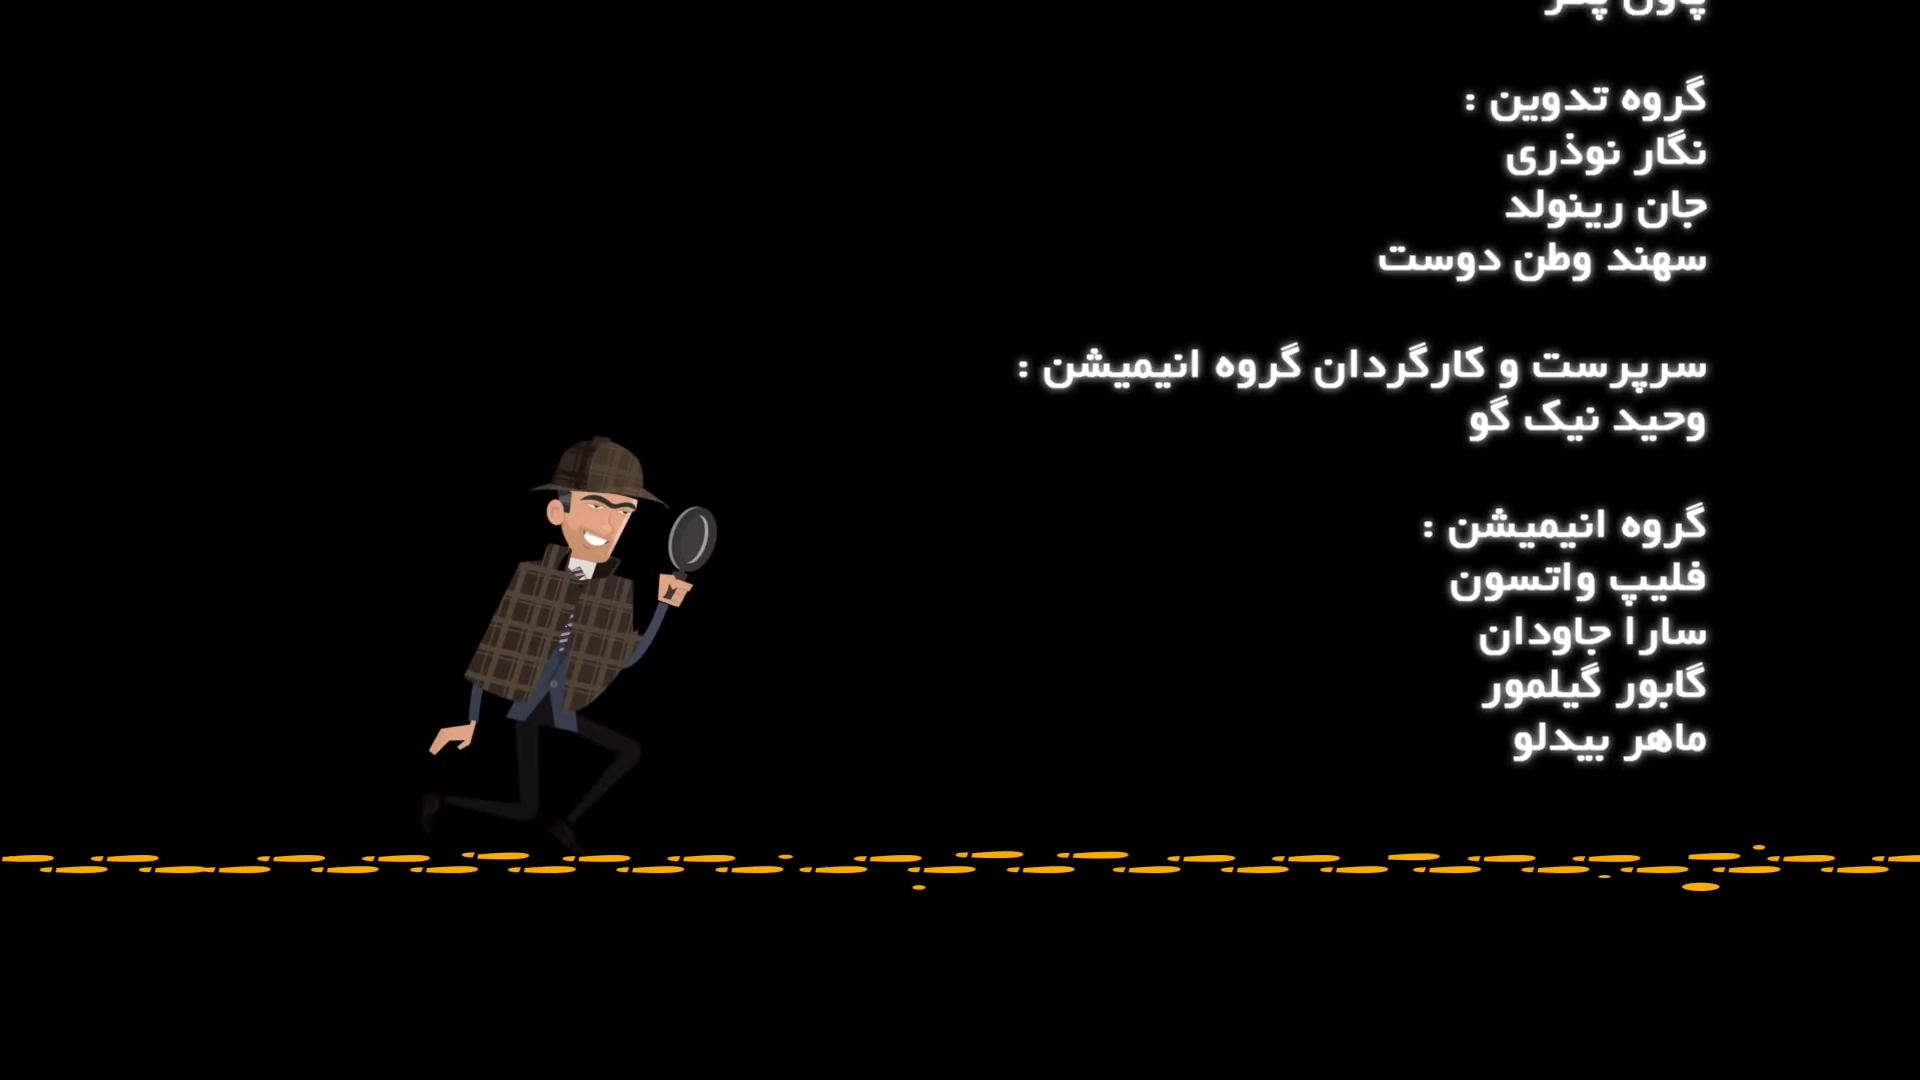 گروه تدوین :
نگار نوذری
جان رینولد
سهند وطن دوست
سرپرست و کارگردان گروه انیمیشن :
وحید نیک گو
گروه انیمیشن :
فلیپ واتسون
سارا جاودان
گابور گیلمور
ماهر بیدلو